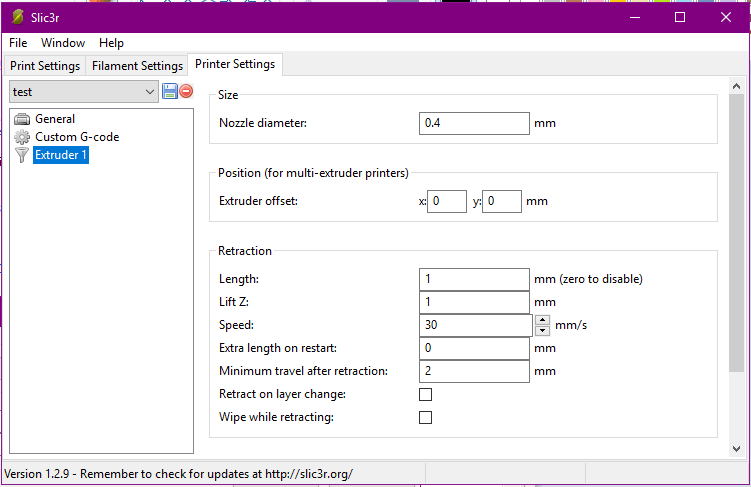 Slic3r
File Window Help
Print Settings Filament Settings Printer Settings
test
General
Custom G-code
Extruder 1
Size
Nozzle diameter: 0.4 mm
Position (for multi-extruder printers)
Extruder offset: x: 0 y: 0 mm
Retraction
Length: 1 mm (zero to disable)
Lift Z: 1 mm
Speed: 30 mm/s
Extra length on restart: 0 mm
Minimum travel after retraction: 2 mm
Retract on layer change:
Wipe while retracting:
Version 1.2.9 - Remember to check for updates at http://slic3r.org/